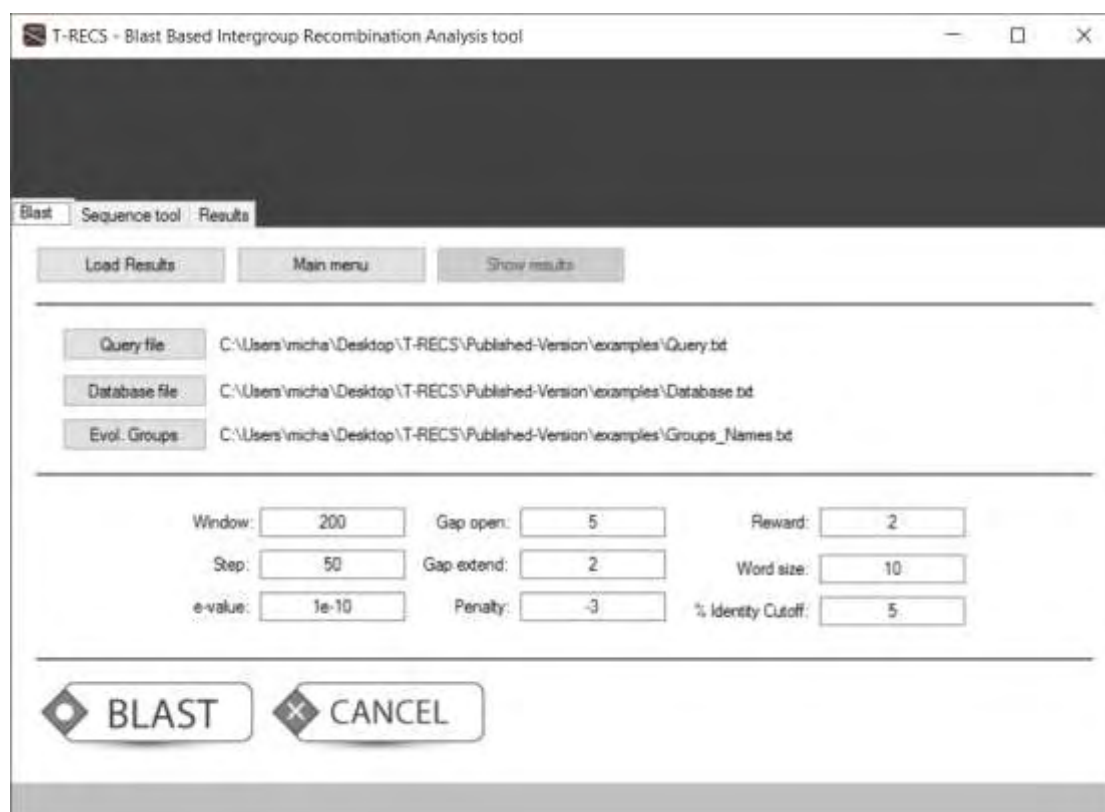 T-RECS - Blast Based Intergroup Recombination Analysis tool
Blast Sequence tool Results
Load Results Main menu Show results
Query file C:\Users\micha\Desktop\T-RECS\Published-Version\examples\Query.txt
Database file C:\Users\micha\Desktop\T-RECS\Published-Version\examples\Database.txt
Evol. Groups C:\Users\micha\Desktop\T-RECS\Published-Version\examples\Groups_Names.txt
Window: 200 Gap open: 5 Reward: 2
Step: 50 Gap extend: 2 Word size: 10
e-value: 1e-10 Penalty: -3 % Identity Cutoff: 5
BLAST CANCEL